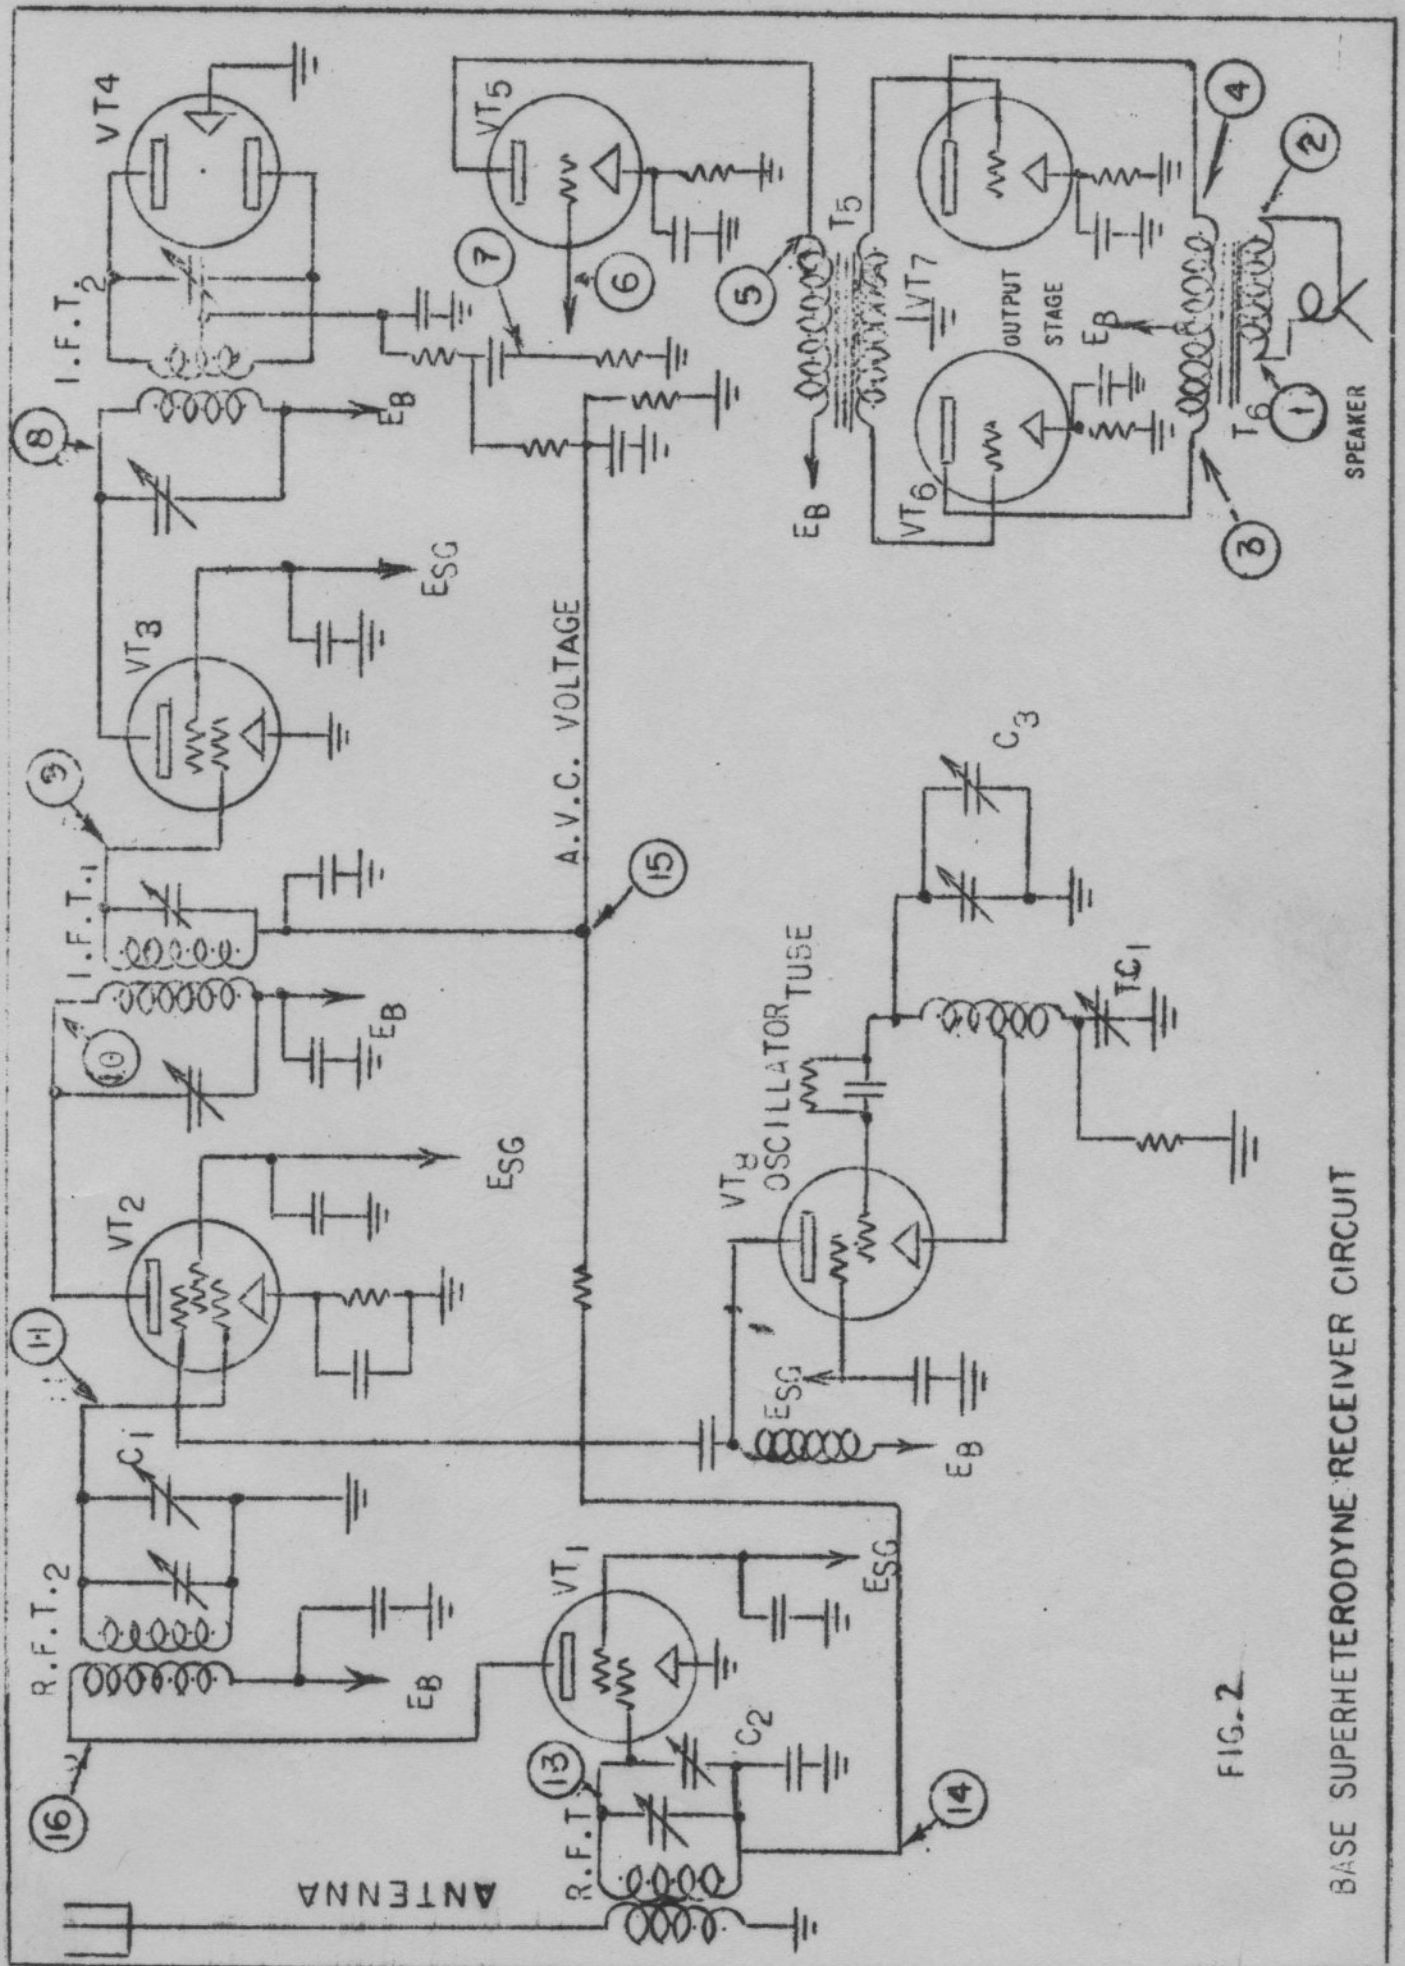 VT4
I.F.T.2
8
EB
VT5
7
6
5
T5
VT7
OUTPUT
STAGE
EB
4
2
T6
1
SPEAKER
VT6
EB
3
VT3
ESG
9
I.F.T.1
10
EB
A.V.C. VOLTAGE
15
C3
VT8
OSCILLATOR TUBE
TC1
ESG
EB
VT2
ESG
11
C1
R.F.T.2
EB
16
VT1
ESG
C2
13
R.F.T
14
ANTENNA
FIG.2
BASE SUPERHETERODYNE RECEIVER CIRCUIT